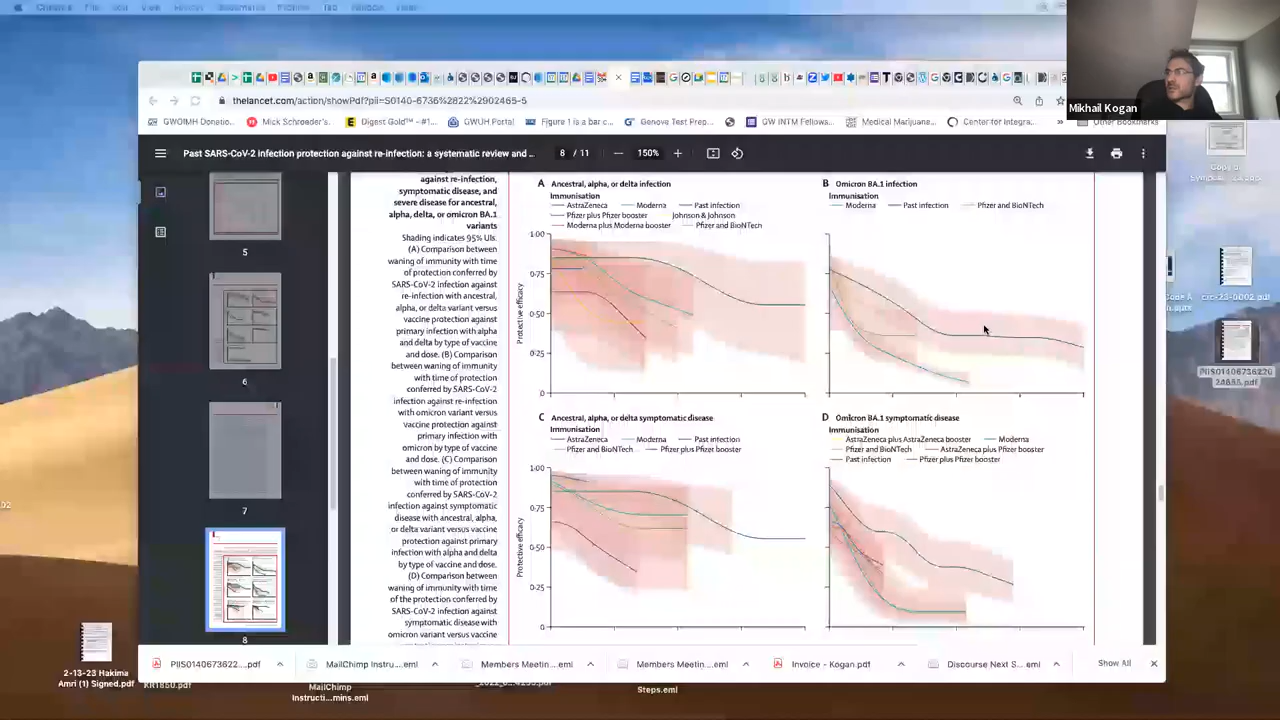 Mikhail Kogan
thelancet.com/action/showPdf?pii=S0140-6736%2822%2902465-5
GWOIMH Donatio...
Mick Schroeder's...
Digest Gold™ - #1...
GWUH Portal
Figure 1 is a bar c...
Genova Test Prep...
GW INTM Fellows...
Medical Marijuana...
Center for Integra...
»
Other Bookmarks
Past SARS-CoV-2 infection protection against re-infection: a systematic review and ...
8 / 11
150%
5
6
7
8
against re-infection,
symptomatic disease, and
severe disease for ancestral,
alpha, delta, or omicron BA.1
variants
Shading indicates 95% UIs.
(A) Comparison between
waning of immunity with time
of protection conferred by
SARS-CoV-2 infection against
re-infection with ancestral,
alpha, or delta variant versus
vaccine protection against
primary infection with alpha
and delta by type of vaccine
and dose. (B) Comparison
between waning of immunity
with time of protection
conferred by SARS-CoV-2
infection against re-infection
with omicron variant versus
vaccine protection against
primary infection with
omicron by type of vaccine
and dose. (C) Comparison
between waning of immunity
with time of protection
conferred by SARS-CoV-2
infection against symptomatic
disease with ancestral, alpha,
or delta variant versus vaccine
protection against primary
infection with alpha and delta
by type of vaccine and dose.
(D) Comparison between
waning of immunity with time
of the protection conferred by
SARS-CoV-2 infection against
symptomatic disease with
omicron variant versus vaccine
A Ancestral, alpha, or delta infection
Immunisation
AstraZeneca Moderna Past infection
Pfizer plus Pfizer booster Johnson & Johnson
Moderna plus Moderna booster Pfizer and BioNTech
1·00
0·75
0·50
0·25
0
Protective efficacy
B Omicron BA.1 infection
Immunisation
Moderna Past infection Pfizer and BioNTech
C Ancestral, alpha, or delta symptomatic disease
Immunisation
AstraZeneca Moderna Past infection
Pfizer and BioNTech Pfizer plus Pfizer booster
1·00
0·75
0·50
0·25
0
Protective efficacy
D Omicron BA.1 symptomatic disease
Immunisation
AstraZeneca plus AstraZeneca booster Moderna
Pfizer and BioNTech AstraZeneca plus Pfizer booster
Past infection Pfizer plus Pfizer booster
PIIS0140673622....pdf
MailChimp Instru....eml
Members Meetin....eml
Members Meetin....eml
Invoice - Kogan.pdf
Discourse Next S....eml
Show All
2-13-23 Hakima
Amri (1) Signed.pdf
MailChimp
Instructi...mins.eml
Steps.eml
circ-23-0002.pdf